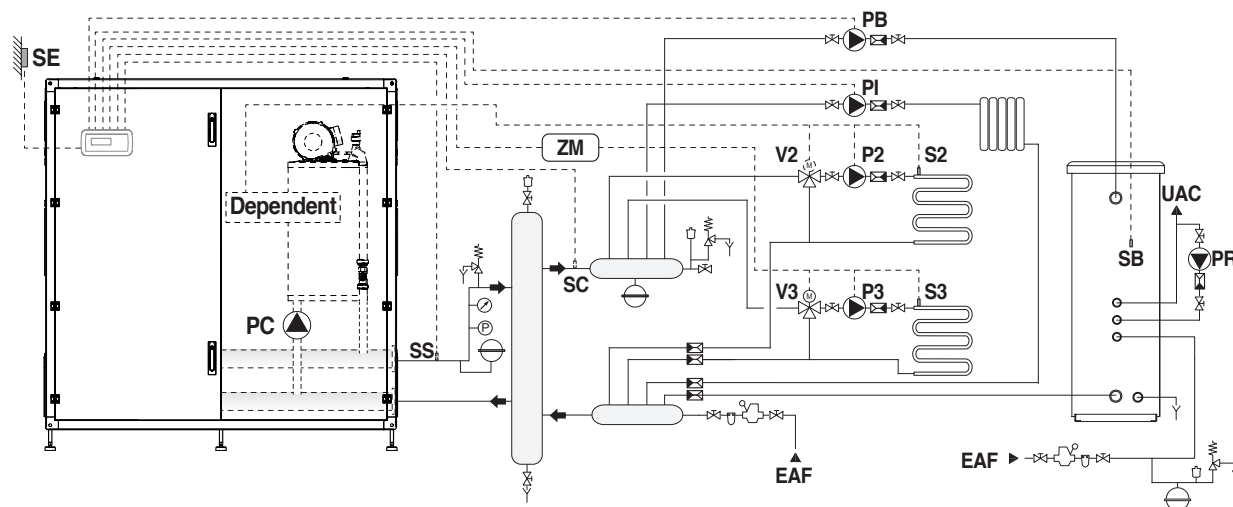 PB
SE
PI
ZM
V2
M
P2
S2
Dependent
UAC
SB
PR
SC
V3
M
P3
S3
PC
P
SS
EAF
EAF